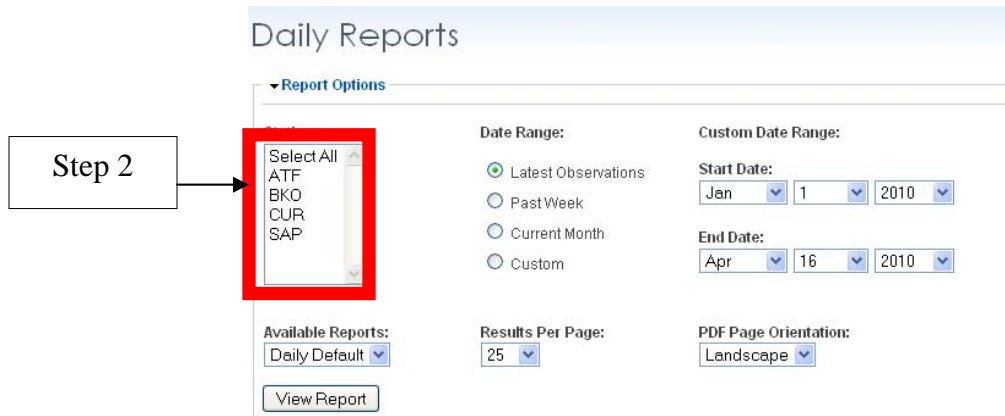 Daily Reports
Report Options
Step 2
Select All
ATF
BKO
CUR
SAP
Date Range:
Latest Observations
Past Week
Current Month
Custom
Custom Date Range:
Start Date:
Jan 1 2010
End Date:
Apr 16 2010
Available Reports:
Daily Default
Results Per Page:
25
PDF Page Orientation:
Landscape
View Report